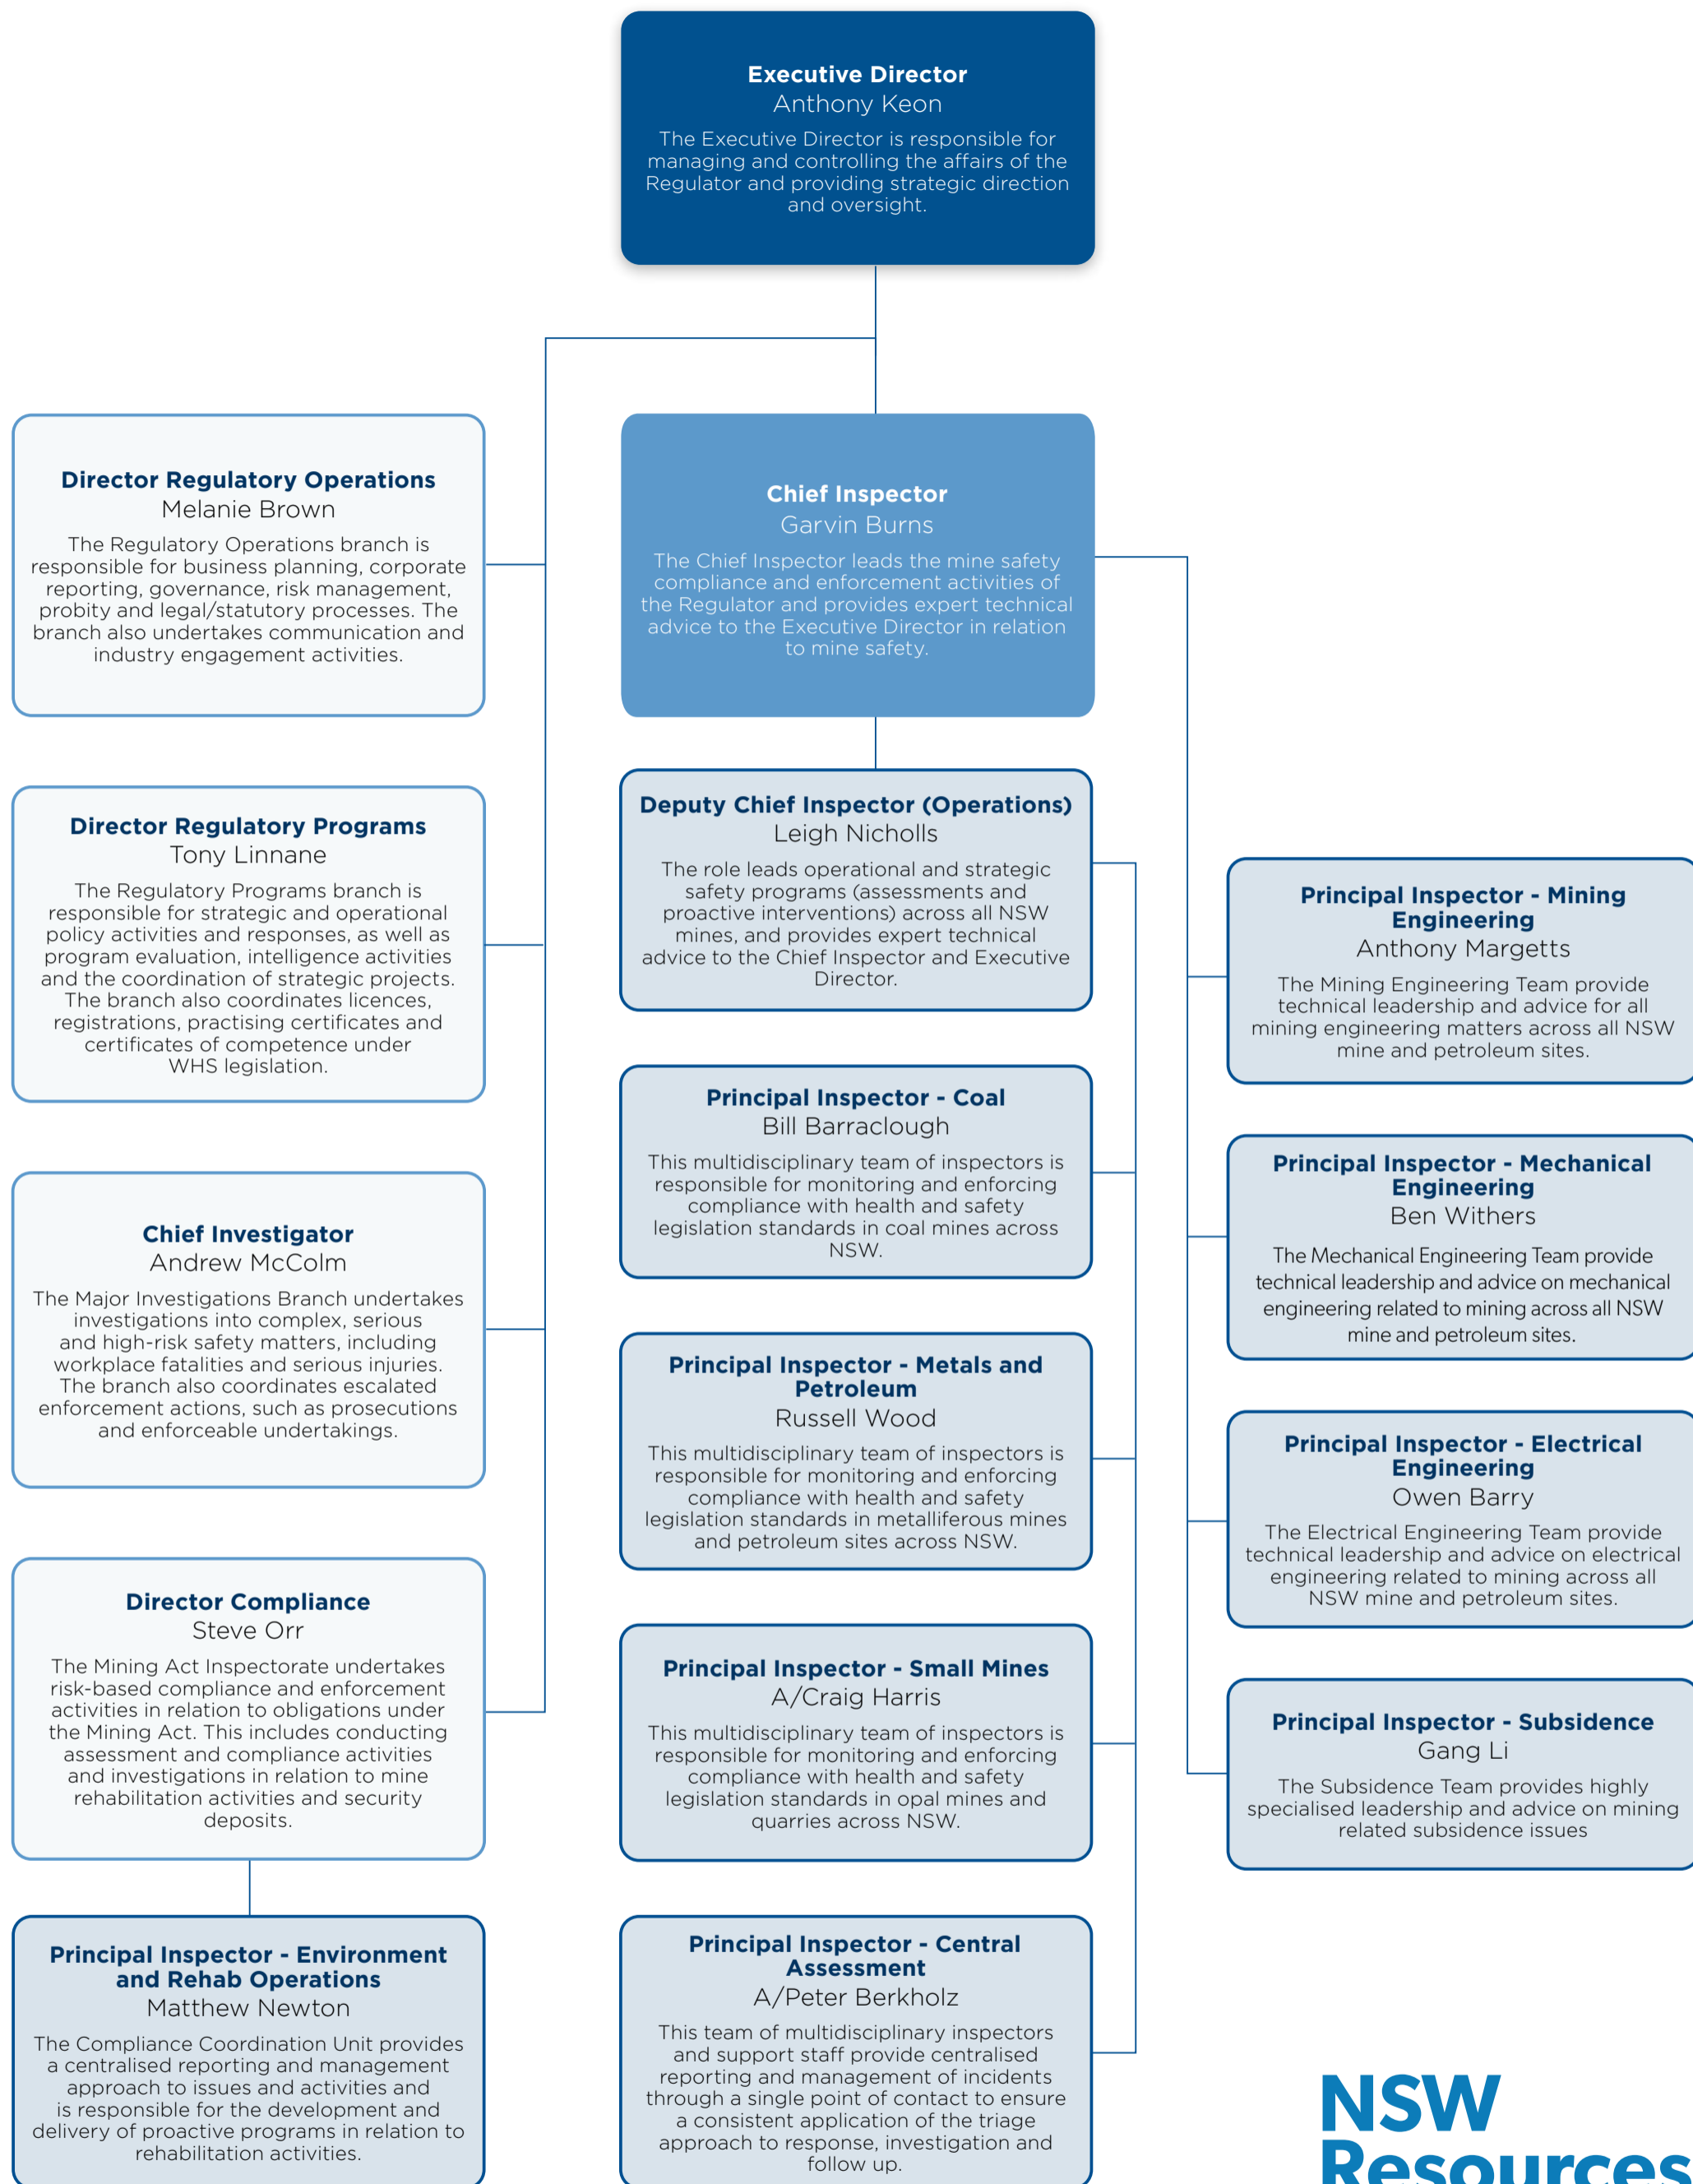 Executive Director
Anthony Keon
The Executive Director is responsible for
managing and controlling the affairs of the
Regulator and providing strategic direction
and oversight.
Director Regulatory Operations
Melanie Brown
The Regulatory Operations branch is
responsible for business planning, corporate
reporting, governance, risk management,
probity and legal/statutory processes. The
branch also undertakes communication and
industry engagement activities.
Director Regulatory Programs
Tony Linnane
The Regulatory Programs branch is
responsible for strategic and operational
policy activities and responses, as well as
program evaluation, intelligence activities
and the coordination of strategic projects.
The branch also coordinates licences,
registrations, practising certificates and
certificates of competence under
WHS legislation.
Chief Investigator
Andrew McColm
The Major Investigations Branch undertakes
investigations into complex, serious
and high-risk safety matters, including
workplace fatalities and serious injuries.
The branch also coordinates escalated
enforcement actions, such as prosecutions
and enforceable undertakings.
Director Compliance
Steve Orr
The Mining Act Inspectorate undertakes
risk-based compliance and enforcement
activities in relation to obligations under
the Mining Act. This includes conducting
assessment and compliance activities
and investigations in relation to mine
rehabilitation activities and security
deposits.
Principal Inspector - Environment
and Rehab Operations
Matthew Newton
The Compliance Coordination Unit provides
a centralised reporting and management
approach to issues and activities and
is responsible for the development and
delivery of proactive programs in relation to
rehabilitation activities.
Chief Inspector
Garvin Burns
The Chief Inspector leads the mine safety
compliance and enforcement activities of
the Regulator and provides expert technical
advice to the Executive Director in relation
to mine safety.
Deputy Chief Inspector (Operations)
Leigh Nicholls
The role leads operational and strategic
safety programs (assessments and
proactive interventions) across all NSW
mines, and provides expert technical
advice to the Chief Inspector and Executive
Director.
Principal Inspector - Coal
Bill Barraclough
This multidisciplinary team of inspectors is
responsible for monitoring and enforcing
compliance with health and safety
legislation standards in coal mines across
NSW.
Principal Inspector - Metals and
Petroleum
Russell Wood
This multidisciplinary team of inspectors is
responsible for monitoring and enforcing
compliance with health and safety
legislation standards in metalliferous mines
and petroleum sites across NSW.
Principal Inspector - Small Mines
A/Craig Harris
This multidisciplinary team of inspectors is
responsible for monitoring and enforcing
compliance with health and safety
legislation standards in opal mines and
quarries across NSW.
Principal Inspector - Central
Assessment
A/Peter Berkholz
This team of multidisciplinary inspectors
and support staff provide centralised
reporting and management of incidents
through a single point of contact to ensure
a consistent application of the triage
approach to response, investigation and
follow up.
Principal Inspector - Mining
Engineering
Anthony Margetts
The Mining Engineering Team provide
technical leadership and advice for all
mining engineering matters across all NSW
mine and petroleum sites.
Principal Inspector - Mechanical
Engineering
Ben Withers
The Mechanical Engineering Team provide
technical leadership and advice on mechanical
engineering related to mining across all NSW
mine and petroleum sites.
Principal Inspector - Electrical
Engineering
Owen Barry
The Electrical Engineering Team provide
technical leadership and advice on electrical
engineering related to mining across all
NSW mine and petroleum sites.
Principal Inspector - Subsidence
Gang Li
The Subsidence Team provides highly
specialised leadership and advice on mining
related subsidence issues
NSW
Resources